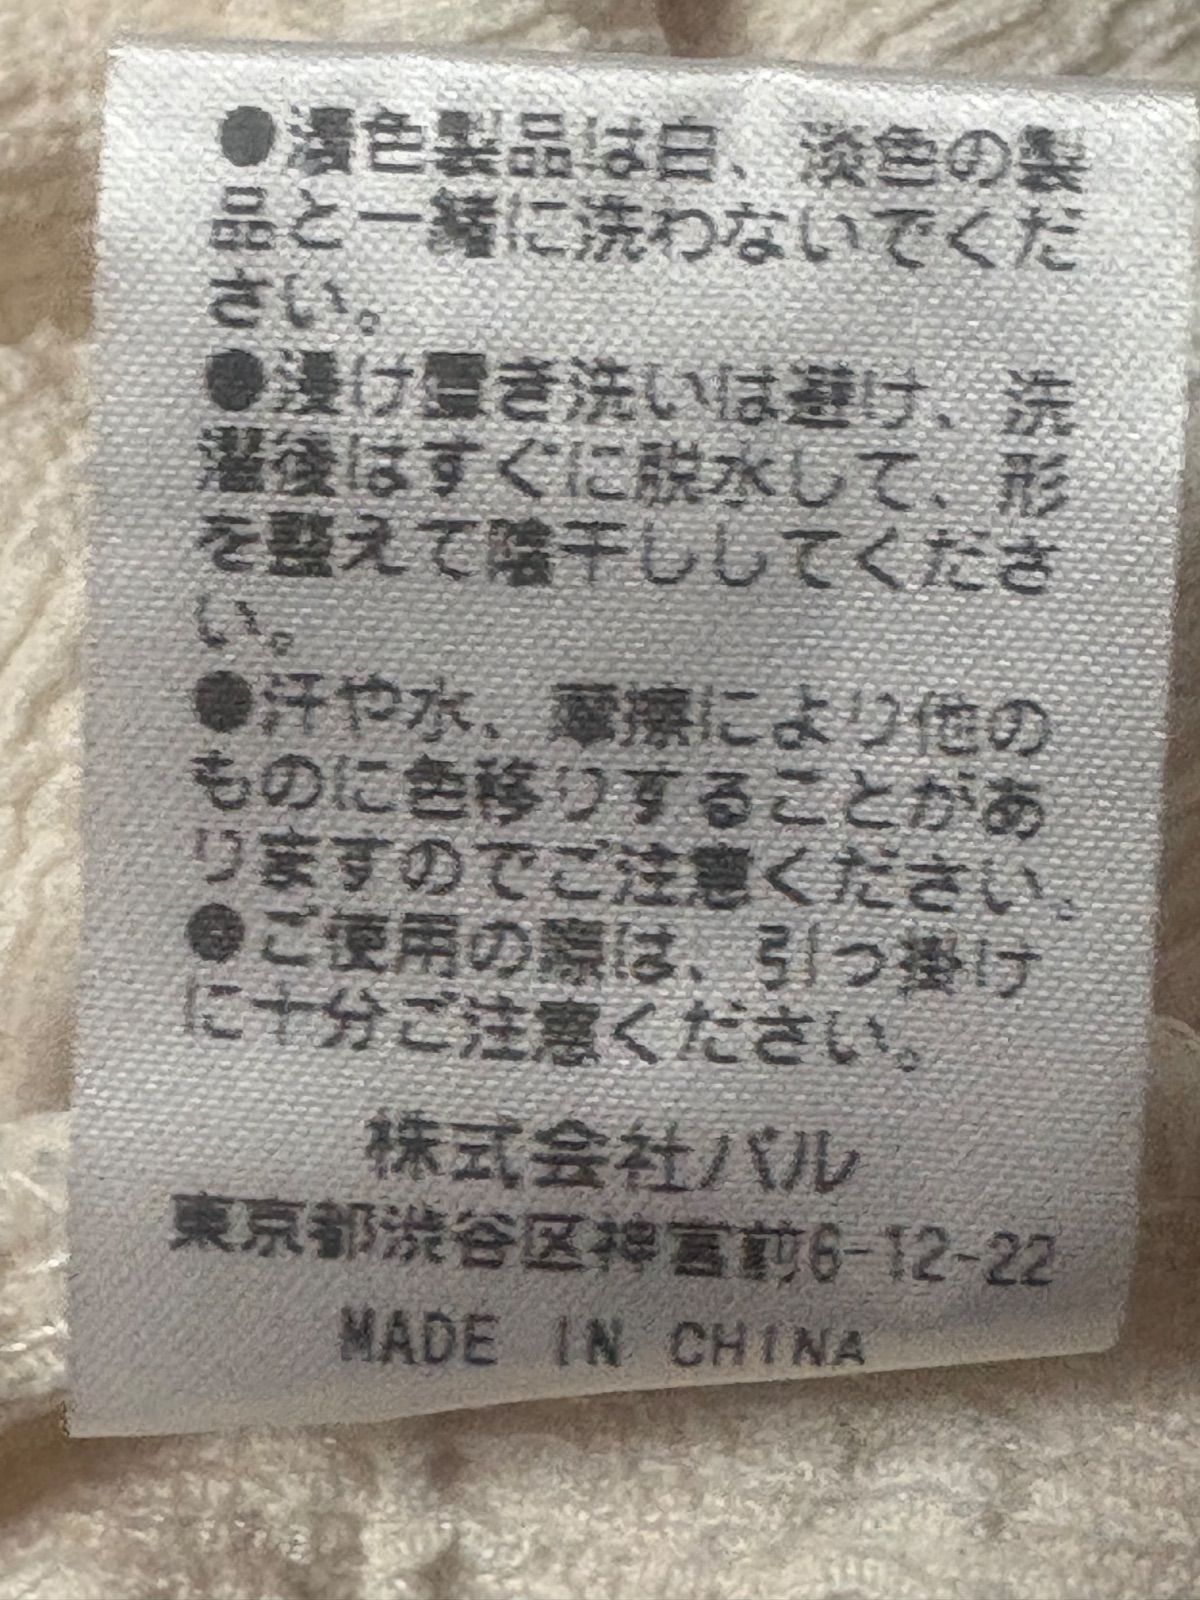 ●濃色製品は白、淡色の製
品と一緒に洗わないでくだ
さい。
●浸け置き洗いは避け、洗
濯後はすぐに脱水して、形
を整えて陰干ししてくださ
い。
●汗や水、摩擦により他の
ものに色移りすることがあ
りますのでご注意ください。
●ご使用の際は、引っ掛け
に十分ご注意ください。
株式会社パル
東京都渋谷区神宮前6-12-22
MADE IN CHINA